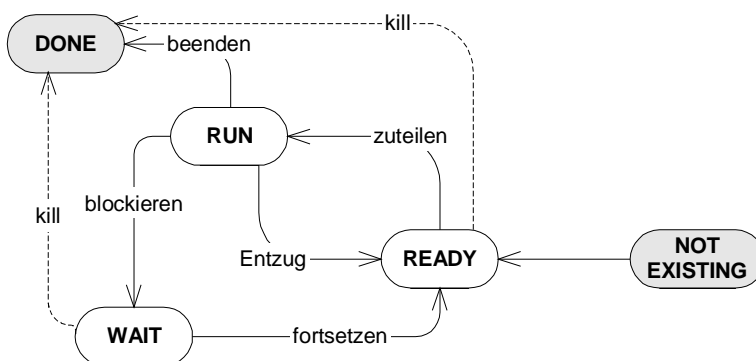 kill
DONE
beenden
RUN
zuteilen
blockieren
kill
Entzug
READY
NOT
EXISTING
WAIT
fortsetzen